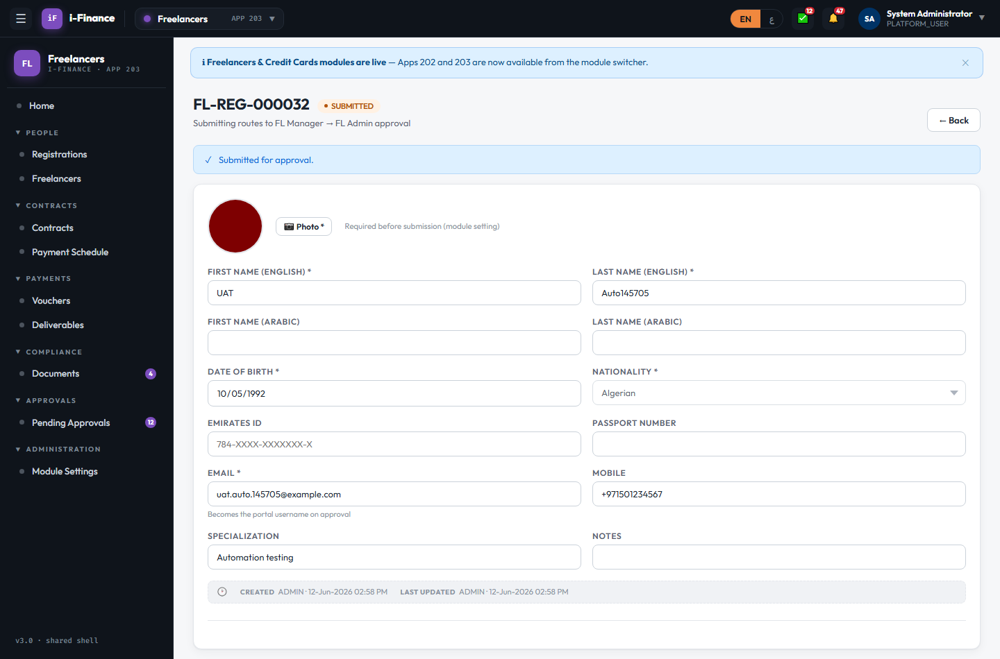 ☰ iF i-Finance Freelancers APP 203 ▼ EN ع 12 47 SA System Administrator ▼
PLATFORM_USER
FL Freelancers
I-FINANCE · APP 203
Home
▼ PEOPLE
Registrations
Freelancers
▼ CONTRACTS
Contracts
Payment Schedule
▼ PAYMENTS
Vouchers
Deliverables
▼ COMPLIANCE
Documents 4
▼ APPROVALS
Pending Approvals 12
▼ ADMINISTRATION
Module Settings
v3.0 · shared shell
ℹ Freelancers & Credit Cards modules are live — Apps 202 and 203 are now available from the module switcher. ×
FL-REG-000032 ● SUBMITTED
Submitting routes to FL Manager → FL Admin approval
← Back
✓ Submitted for approval.
📷 Photo * Required before submission (module setting)
FIRST NAME (ENGLISH) * LAST NAME (ENGLISH) *
UAT Auto145705
FIRST NAME (ARABIC) LAST NAME (ARABIC)
DATE OF BIRTH * NATIONALITY *
10/05/1992 Algerian
EMIRATES ID PASSPORT NUMBER
784-XXXX-XXXXXXX-X
EMAIL * MOBILE
uat.auto.145705@example.com +971501234567
Becomes the portal username on approval
SPECIALIZATION NOTES
Automation testing
CREATED ADMIN · 12-Jun-2026 02:58 PM LAST UPDATED ADMIN · 12-Jun-2026 02:58 PM